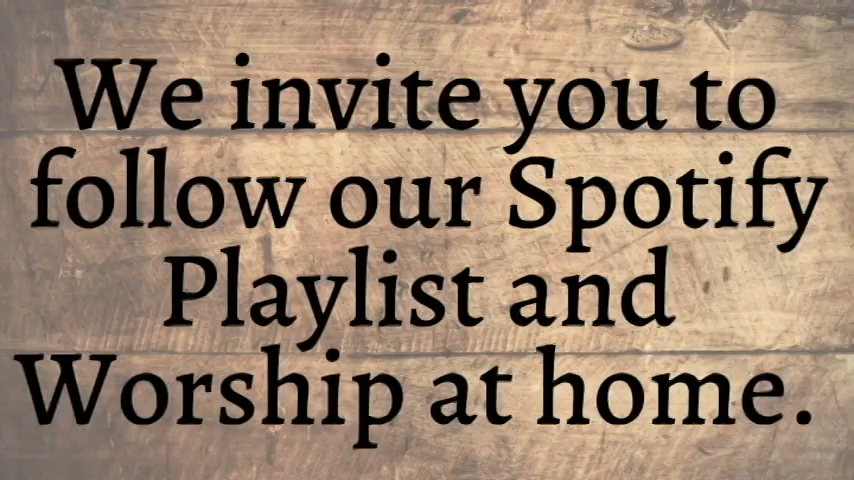 We invite you to
follow our Spotify
Playlist and
Worship at home.